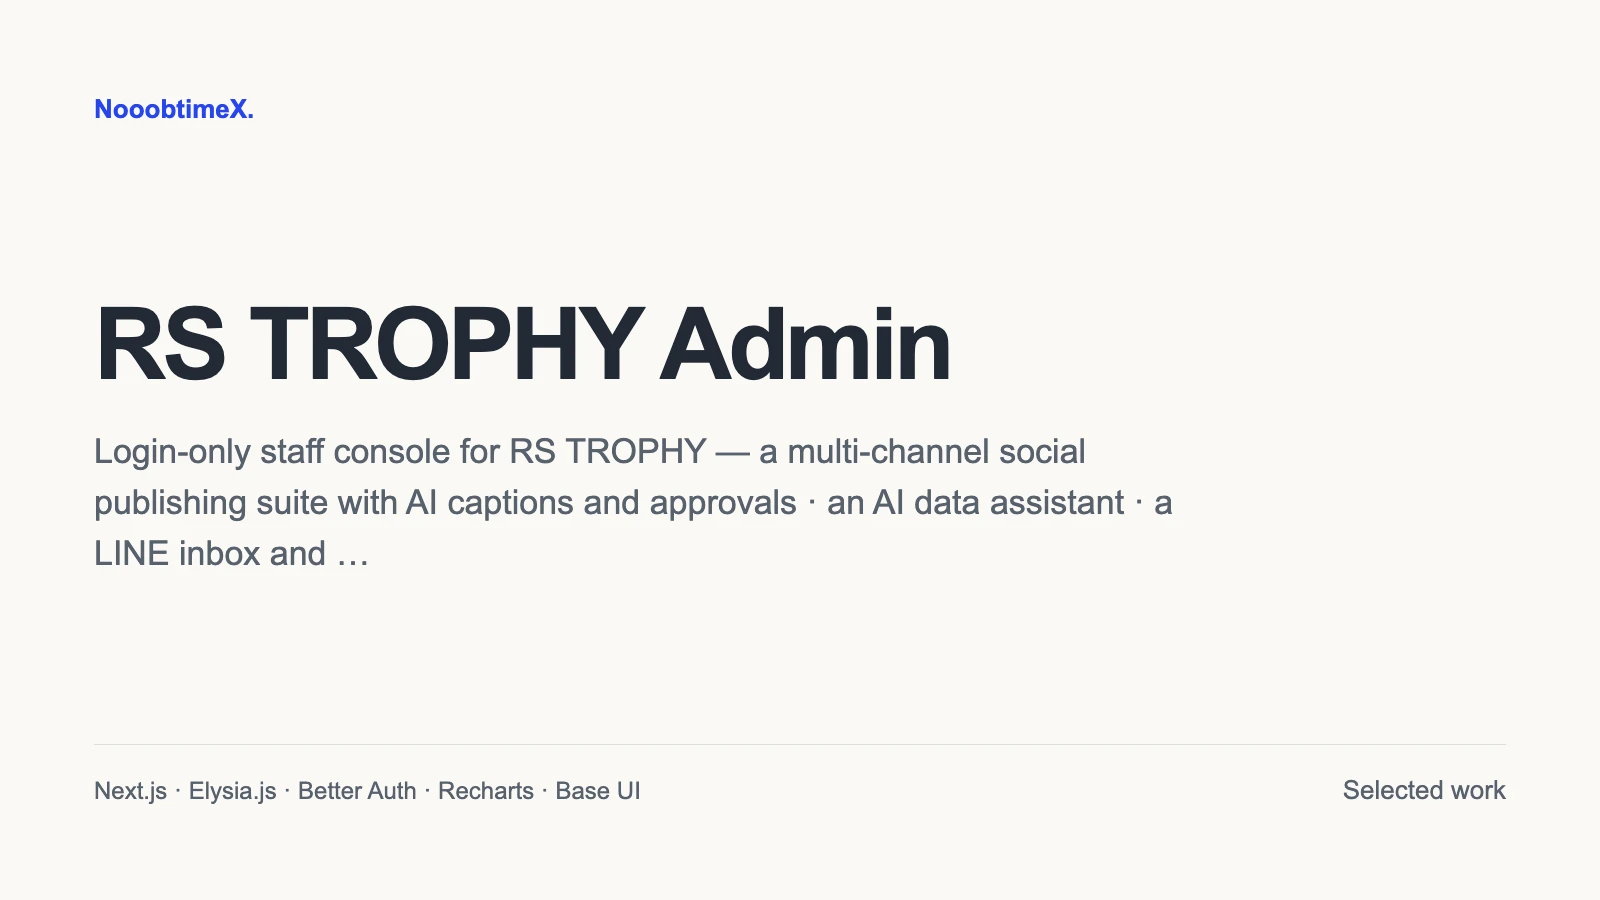 NooobtimeX.
RS TROPHY Admin
Login-only staff console for RS TROPHY — a multi-channel social
publishing suite with AI captions and approvals · an AI data assistant · a
LINE inbox and …
Next.js · Elysia.js · Better Auth · Recharts · Base UI
Selected work